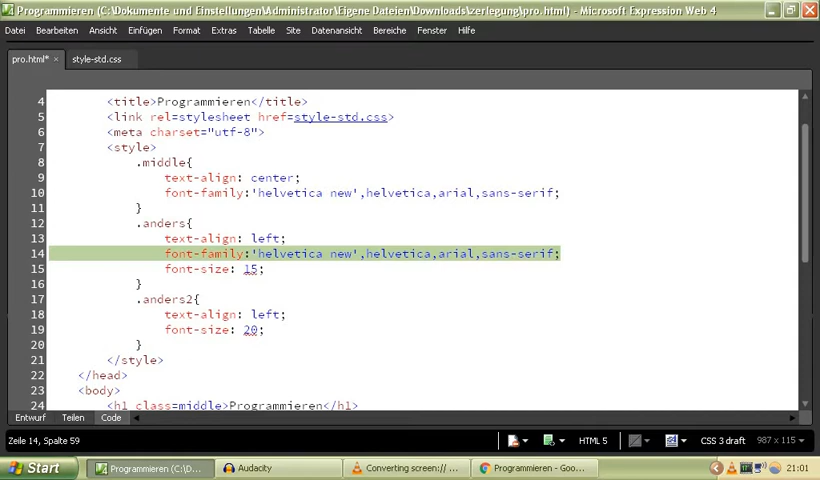 Programmieren (C:\Dokumente und Einstellungen\Administrator\Eigene Dateien\Downloads\zerlegung\pro.html) - Microsoft Expression Web 4
Datei Bearbeiten Ansicht Einfügen Format Extras Tabelle Site Datenansicht Bereiche Fenster Hilfe
pro.html* × style-std.css
4 <title>Programmieren</title>
5 <link rel=stylesheet href=style-std.css>
6 <meta charset="utf-8">
7 <style>
8 .middle{
9 text-align: center;
10 font-family:'helvetica new',helvetica,arial,sans-serif;
11 }
12 .anders{
13 text-align: left;
14 font-family:'helvetica new',helvetica,arial,sans-serif;
15 font-size: 15;
16 }
17 .anders2{
18 text-align: left;
19 font-size: 20;
20 }
21 </style>
22 </head>
23 <body>
24 <h1 class=middle>Programmieren</h1>
Entwurf Teilen Code
Zeile 14, Spalte 59 HTML 5 CSS 3 draft 987 × 115
Start Programmieren (C:\D... Audacity Converting screen:// ... Programmieren - Goo... 21:01